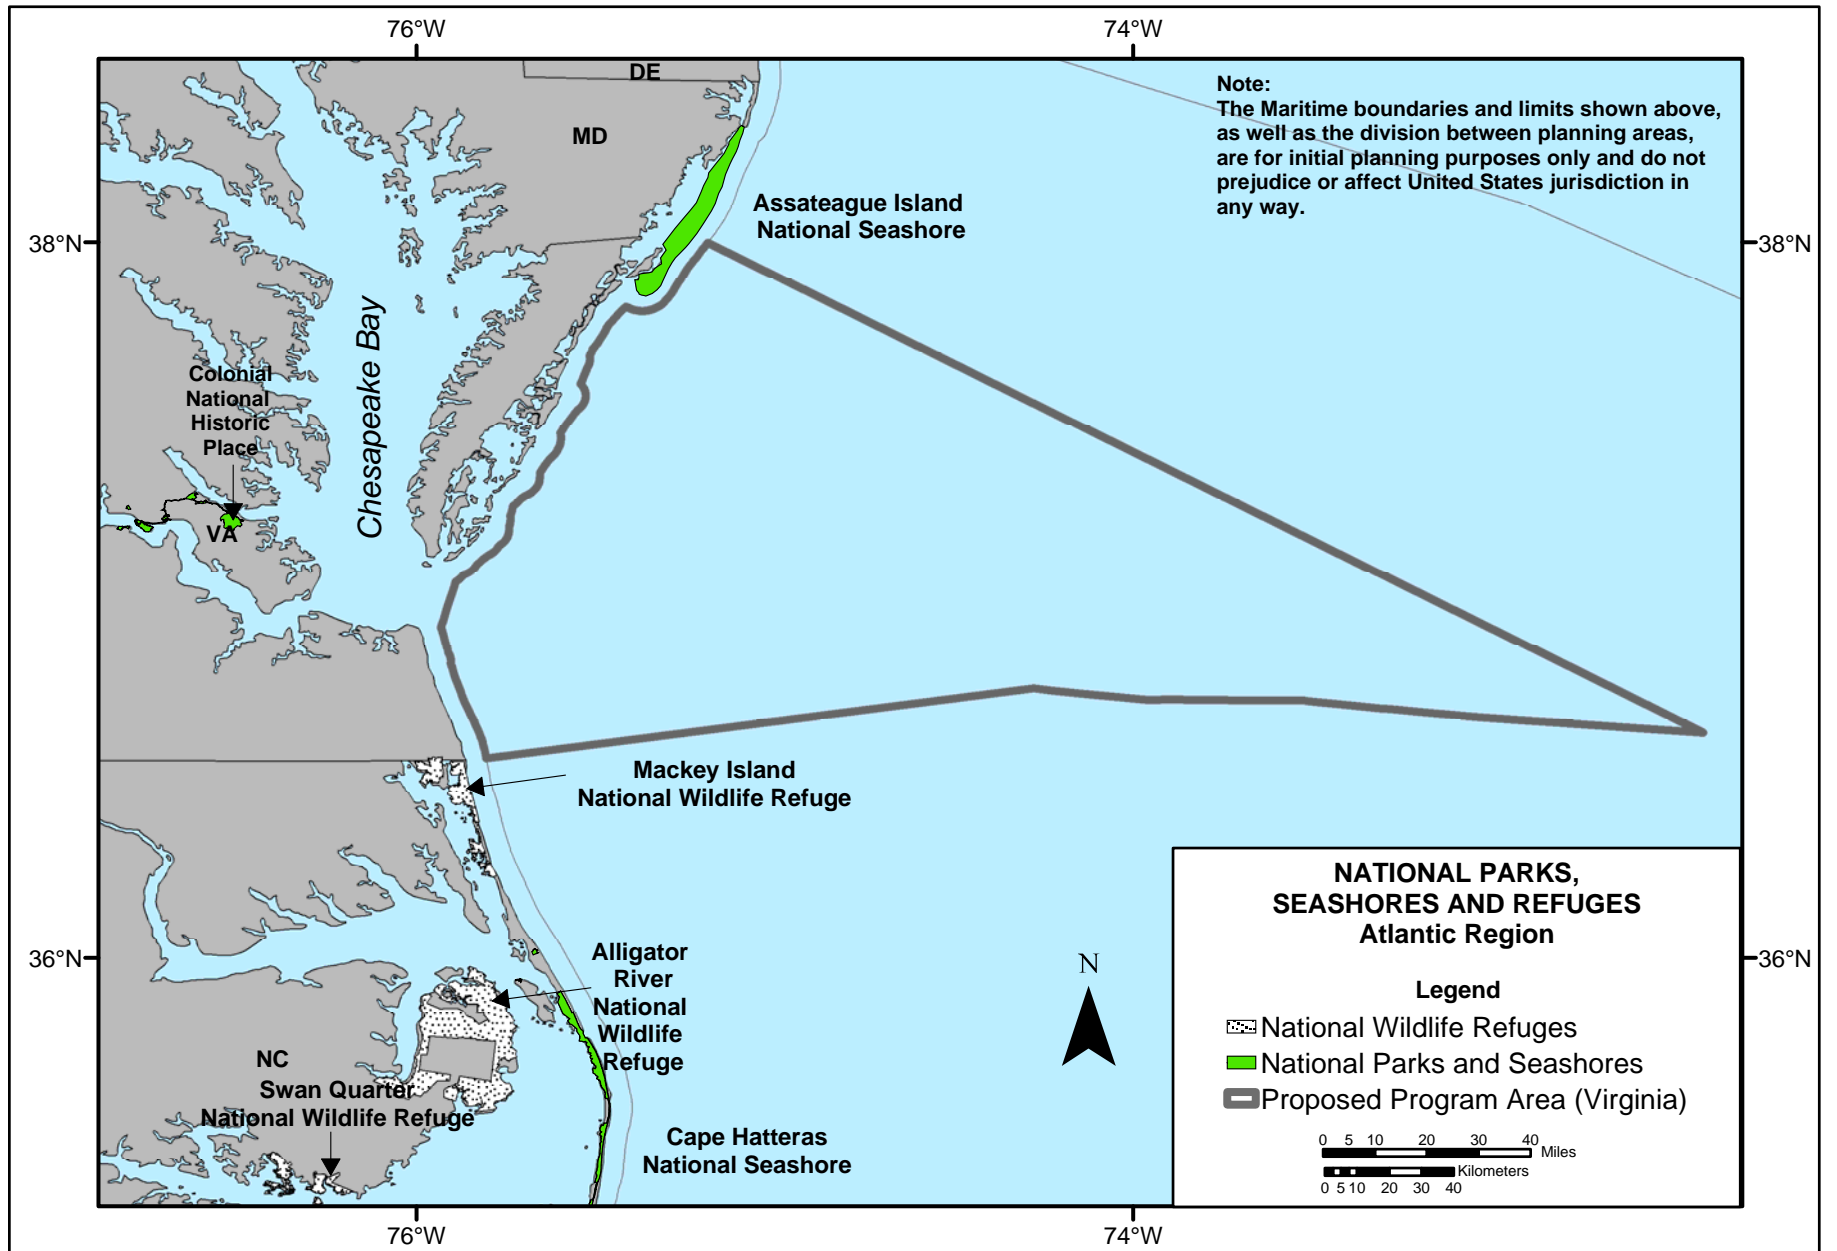 76°W
74°W
DE
Note:
The Maritime boundaries and limits shown above,
as well as the division between planning areas,
are for initial planning purposes only and do not
prejudice or affect United States jurisdiction in
any way.
MD
Assateague Island
National Seashore
38°N
38°N
Chesapeake Bay
Colonial
National
Historic
Place
VA
Mackey Island
National Wildlife Refuge
NATIONAL PARKS,
SEASHORES AND REFUGES
Atlantic Region
36°N
36°N
Alligator
River
National
Wildlife
Refuge
N
Legend
National Wildlife Refuges
National Parks and Seashores
Proposed Program Area (Virginia)
NC
Swan Quarter
National Wildlife Refuge
Cape Hatteras
National Seashore
0 5 10 20 30 40
Miles
Kilometers
0 5 10 20 30 40
76°W
74°W